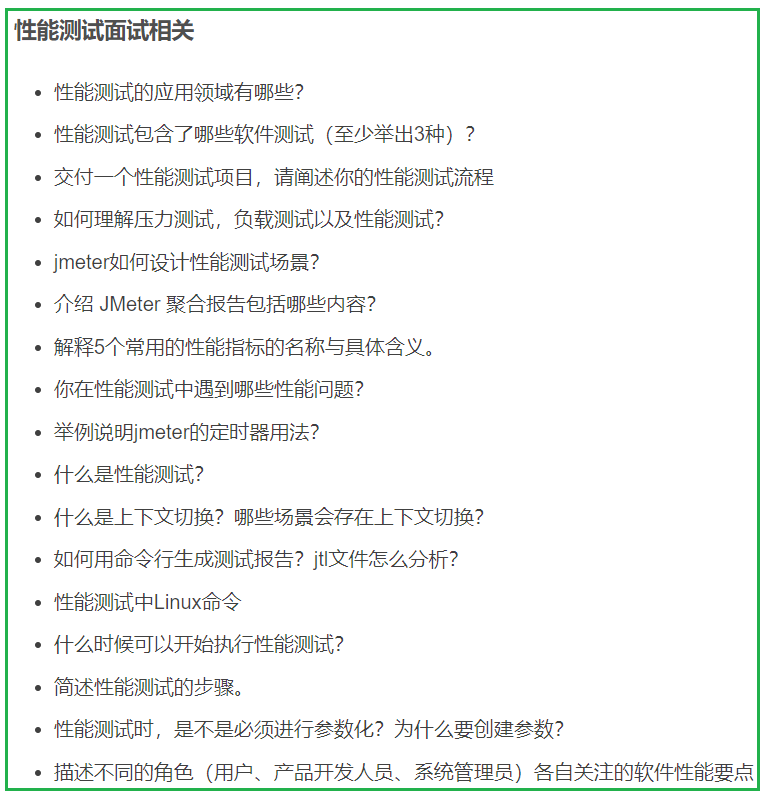 性能测试面试相关
性能测试的应用领域有哪些？
性能测试包含了哪些软件测试（至少举出3种）？
交付一个性能测试项目，请阐述你的性能测试流程
如何理解压力测试，负载测试以及性能测试？
jmeter如何设计性能测试场景？
介绍 JMeter 聚合报告包括哪些内容？
解释5个常用的性能指标的名称与具体含义。
你在性能测试中遇到哪些性能问题？
举例说明jmeter的定时器用法？
什么是性能测试？
什么是上下文切换？哪些场景会存在上下文切换？
如何用命令行生成测试报告？jtl文件怎么分析？
性能测试中Linux命令
什么时候可以开始执行性能测试？
简述性能测试的步骤。
性能测试时，是不是必须进行参数化？为什么要创建参数？
描述不同的角色（用户、产品开发人员、系统管理员）各自关注的软件性能要点